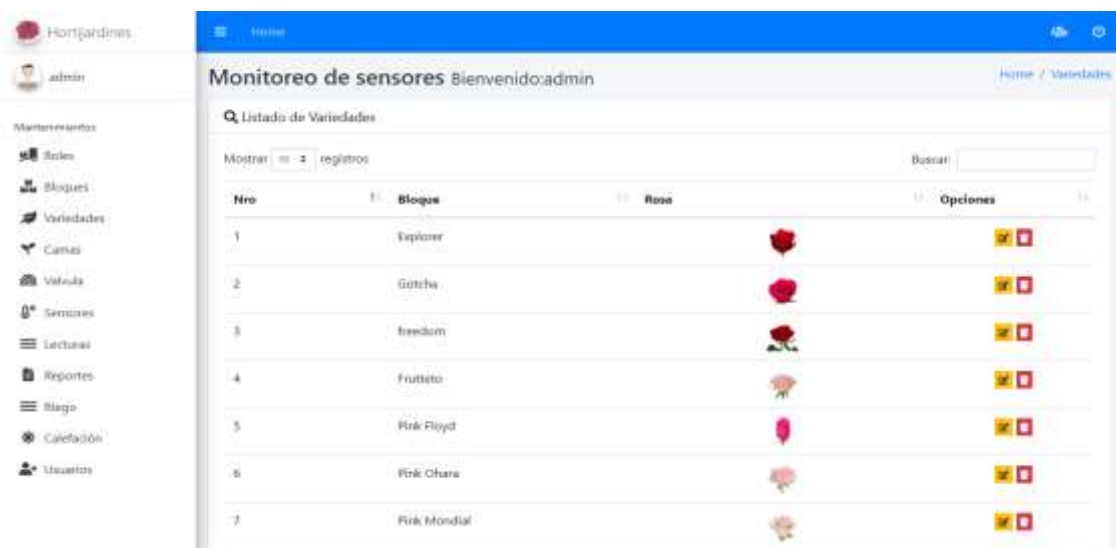 Hortijardines
Home
admin
Monitoreo de sensores Bienvenido:admin
Home / Variedades
Mantenimientos
Roles
Bloques
Variedades
Camas
Valvula
Sensores
Lecturas
Reportes
Riego
Calefación
Usuarios
Listado de Variedades
Mostrar 10 registros
Buscar:
Nro Bloque Rosa Opciones
1 Explorer
2 Gotcha
3 freedom
4 Frutteto
5 Pink Floyd
6 Pink Ohara
7 Pink Mondial